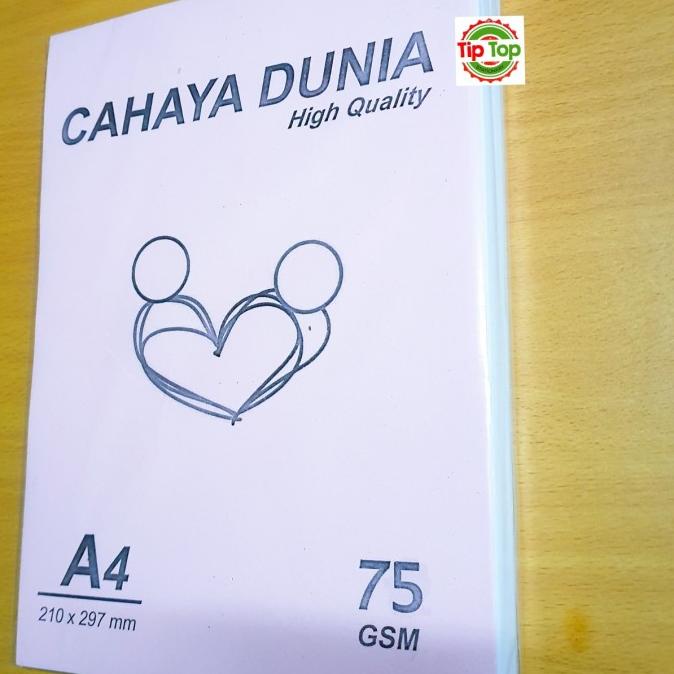 Tip Top
CAHAYA DUNIA
High Quality
A4
210 x 297 mm
75
GSM